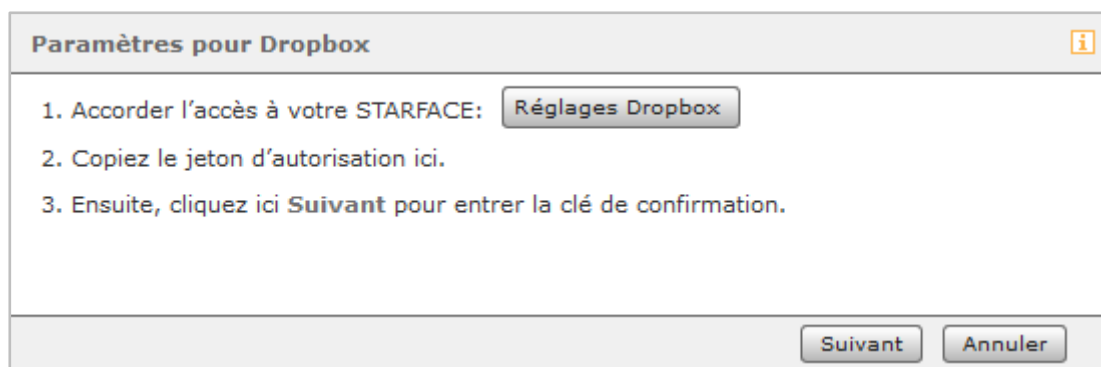 Paramètres pour Dropbox
1. Accorder l’accès à votre STARFACE: Réglages Dropbox
2. Copiez le jeton d’autorisation ici.
3. Ensuite, cliquez ici Suivant pour entrer la clé de confirmation.
Suivant Annuler